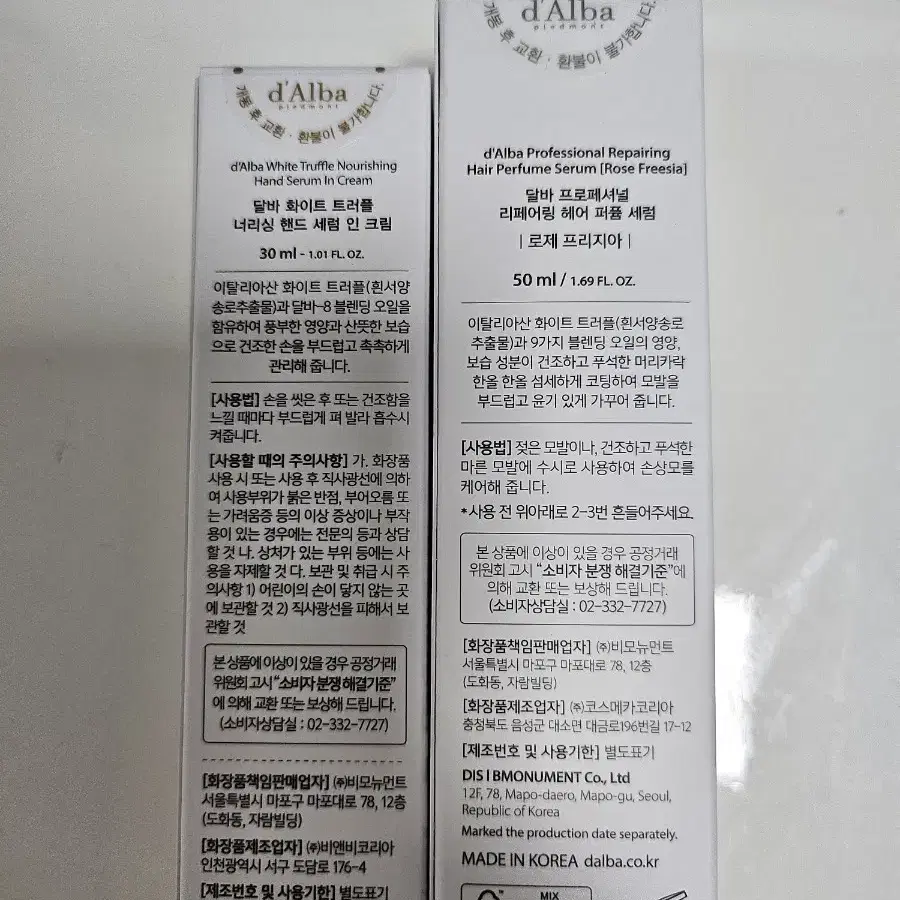 d'Alba
piedmont
개봉 후 교환 · 환불이 불가합니다.
d'Alba White Truffle Nourishing
Hand Serum In Cream
달바 화이트 트러플
너리싱 핸드 세럼 인 크림
30 ml - 1.01 FL. OZ.
이탈리아산 화이트 트러플(흰서양
송로추출물)과 달바-8 블렌딩 오일을
함유하여 풍부한 영양과 산뜻한 보습
으로 건조한 손을 부드럽고 촉촉하게
관리해 줍니다.
[사용법] 손을 씻은 후 또는 건조함을
느낄 때마다 부드럽게 펴 발라 흡수시
켜줍니다.
[사용할 때의 주의사항] 가. 화장품
사용 시 또는 사용 후 직사광선에 의하
여 사용부위가 붉은 반점, 부어오름 또
는 가려움증 등의 이상 증상이나 부작
용이 있는 경우에는 전문의 등과 상담
할 것 나. 상처가 있는 부위 등에는 사
용을 자제할 것 다. 보관 및 취급 시 주
의사항 1) 어린이의 손이 닿지 않는 곳
에 보관할 것 2) 직사광선을 피해서 보
관할 것
본 상품에 이상이 있을 경우 공정거래
위원회 고시 “소비자 분쟁 해결기준”
에 의해 교환 또는 보상해 드립니다.
(소비자상담실 : 02-332-7727)
[화장품책임판매업자] ㈜비모뉴먼트
서울특별시 마포구 마포대로 78, 12층
(도화동, 자람빌딩)
[화장품제조업자] ㈜비앤비코리아
인천광역시 서구 도담로 176-4
[제조번호 및 사용기한] 별도표기
d'Alba
piedmont
개봉 후 교환 · 환불이 불가합니다.
d'Alba Professional Repairing
Hair Perfume Serum [Rose Freesia]
달바 프로페셔널
리페어링 헤어 퍼퓸 세럼
| 로제 프리지아 |
50 ml / 1.69 FL. OZ.
이탈리아산 화이트 트러플(흰서양송로
추출물)과 9가지 블렌딩 오일의 영양,
보습 성분이 건조하고 푸석한 머리카락
한올 한올 섬세하게 코팅하여 모발을
부드럽고 윤기 있게 가꾸어 줍니다.
[사용법] 젖은 모발이나, 건조하고 푸석한
마른 모발에 수시로 사용하여 손상모를
케어해 줍니다.
*사용 전 위아래로 2-3번 흔들어주세요.
본 상품에 이상이 있을 경우 공정거래
위원회 고시 “소비자 분쟁 해결기준”에
의해 교환 또는 보상해 드립니다.
(소비자상담실 : 02-332-7727)
[화장품책임판매업자] ㈜비모뉴먼트
서울특별시 마포구 마포대로 78, 12층
(도화동, 자람빌딩)
[화장품제조업자] ㈜코스메카코리아
충청북도 음성군 대소면 대금로196번길 17-12
[제조번호 및 사용기한] 별도표기
DIS l BMONUMENT Co., Ltd
12F, 78, Mapo-daero, Mapo-gu, Seoul,
Republic of Korea
Marked the production date separately.
MADE IN KOREA dalba.co.kr
MIX